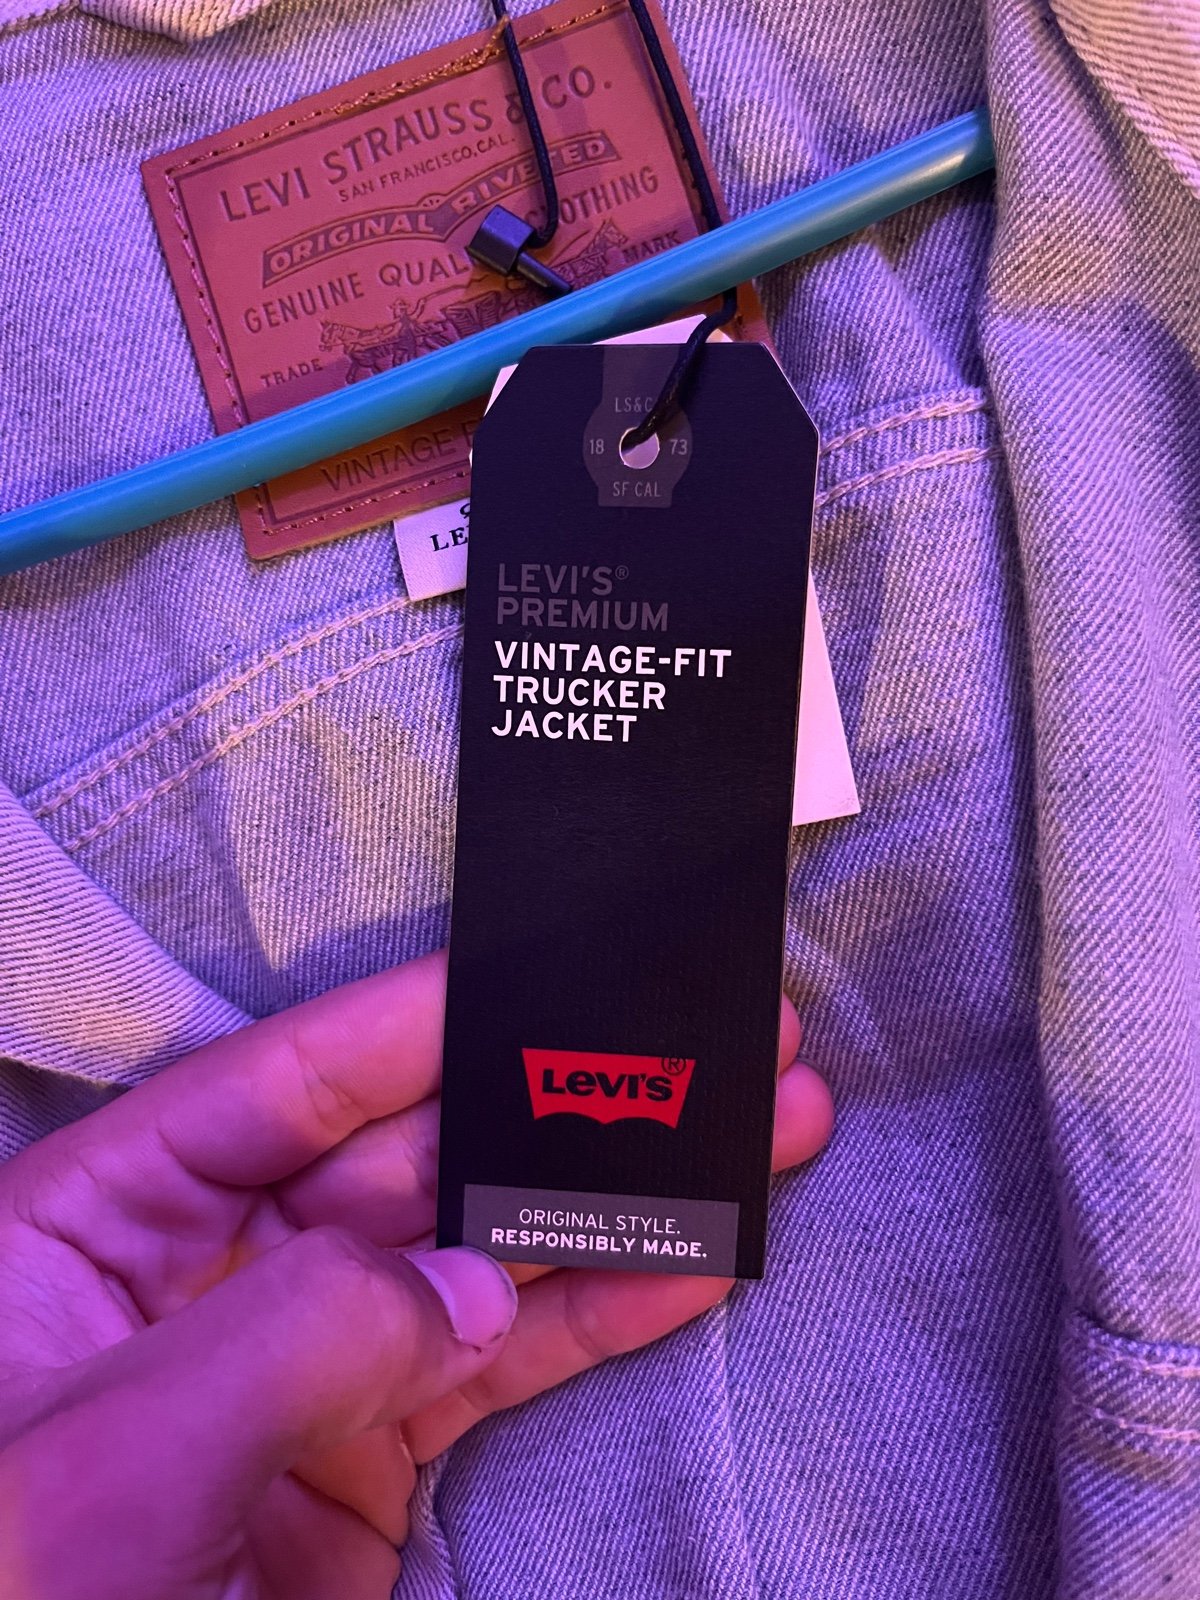 LEVI STRAUSS & CO.
SAN FRANCISCO, CAL.
ORIGINAL RIVETED
GENUINE QUAL CLOTHING
TRADE MARK
VINTAGE F
LE
LS&C
18 73
SF CAL
LEVI'S®
PREMIUM
VINTAGE-FIT
TRUCKER
JACKET
Levi's®
ORIGINAL STYLE.
RESPONSIBLY MADE.